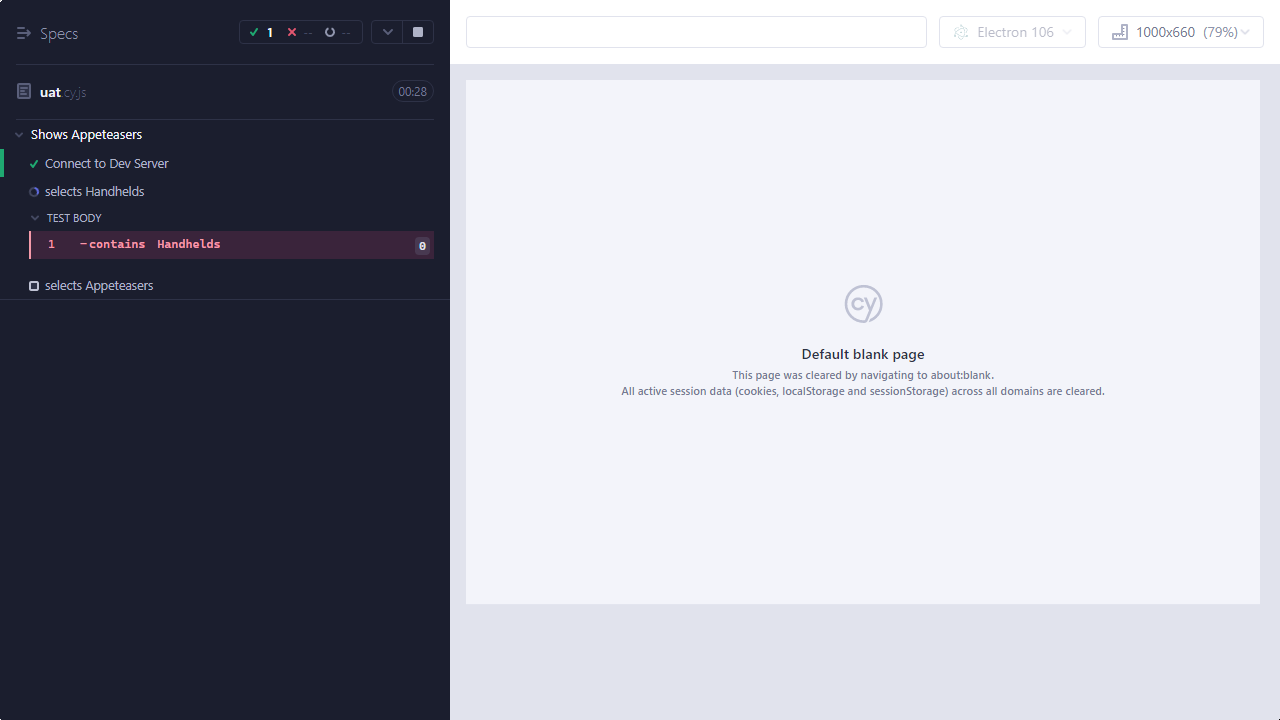 Specs
1 -- --
Electron 106
1000x660 (79%)
uat.cy.js
00:28
Shows Appeteasers
Connect to Dev Server
selects Handhelds
TEST BODY
1 -contains Handhelds 0
selects Appeteasers
cy
Default blank page
This page was cleared by navigating to about:blank.
All active session data (cookies, localStorage and sessionStorage) across all domains are cleared.